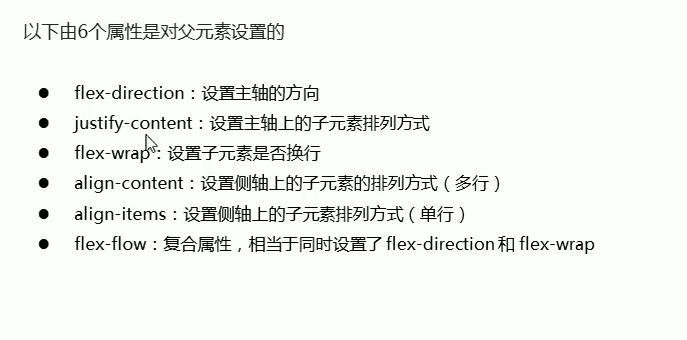 以下由6个属性是对父元素设置的
● flex-direction：设置主轴的方向
● justify-content：设置主轴上的子元素排列方式
● flex-wrap：设置子元素是否换行
● align-content：设置侧轴上的子元素的排列方式（多行）
● align-items：设置侧轴上的子元素排列方式（单行）
● flex-flow：复合属性，相当于同时设置了 flex-direction 和 flex-wrap